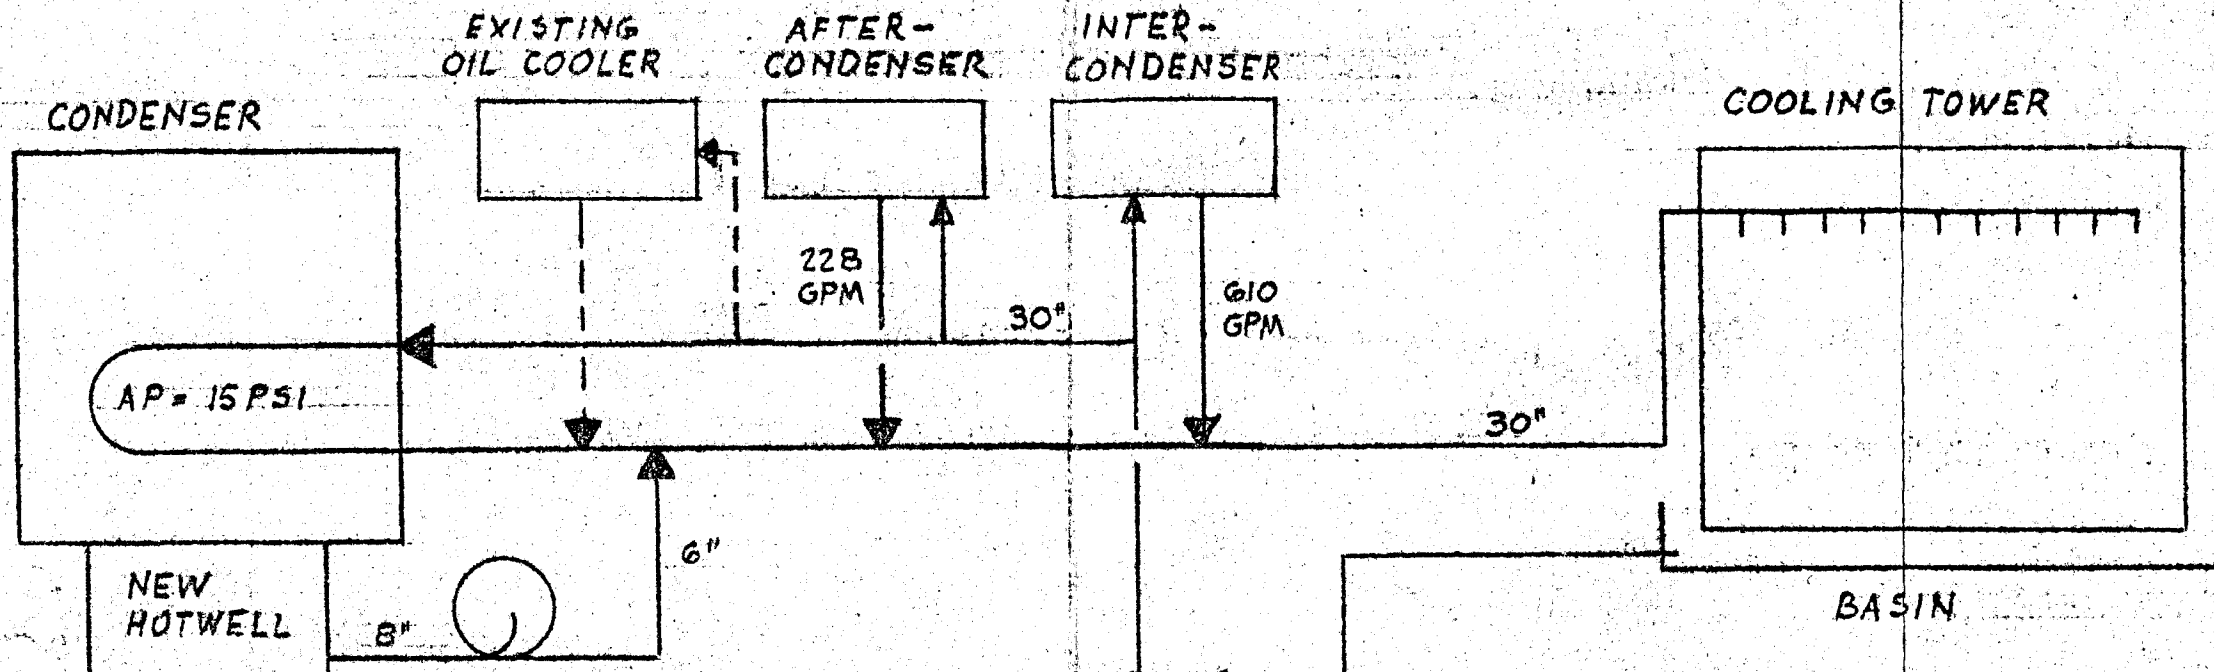 EXISTING
OIL COOLER
AFTER-
CONDENSER
INTER-
CONDENSER
CONDENSER
COOLING TOWER
228
GPM
30"
610
GPM
ΔP = 15 PSI
30"
6"
NEW
HOTWELL
8"
BASIN